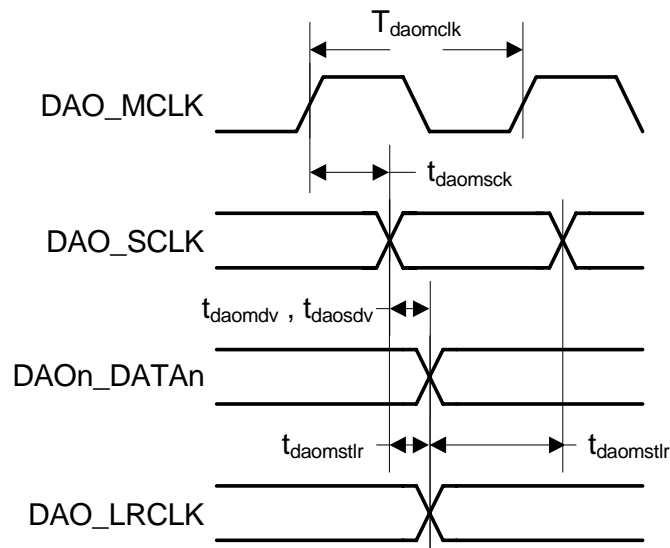 T_daomclk
DAO_MCLK
t_daomsck
DAO_SCLK
t_daomdv , t_daosdv
DAOn_DATAn
t_daomstlr t_daomstlr
DAO_LRCLK